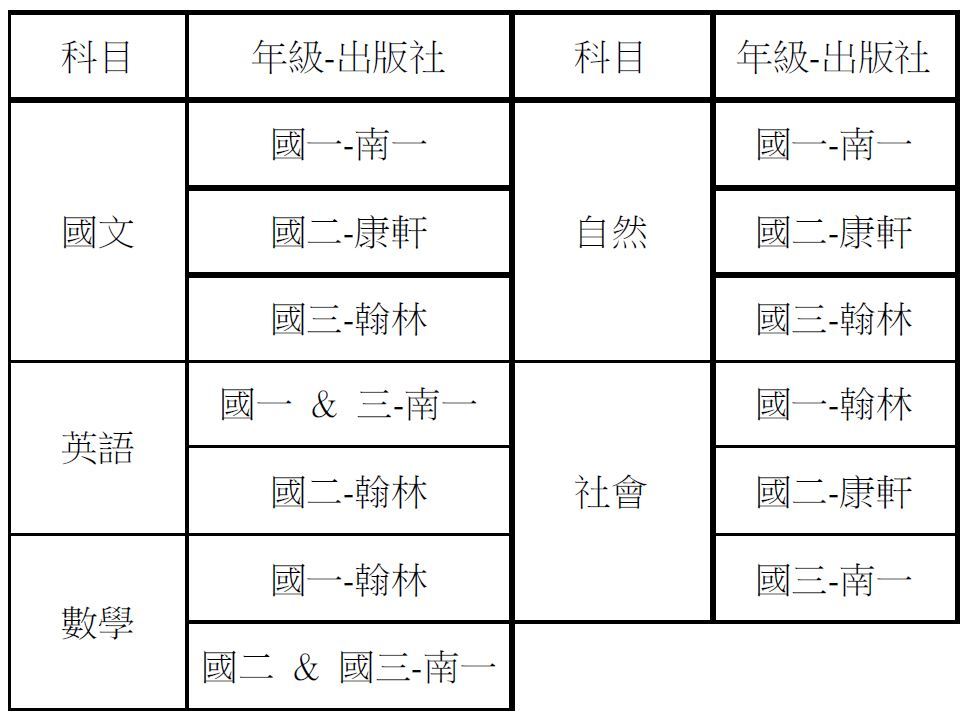 科目 年級-出版社 科目 年級-出版社
國文 國一-南一 自然 國一-南一
國二-康軒 國二-康軒
國三-翰林 國三-翰林
英語 國一 & 三-南一 社會 國一-翰林
國二-翰林 國二-康軒
數學 國一-翰林 國三-南一
國二 & 國三-南一